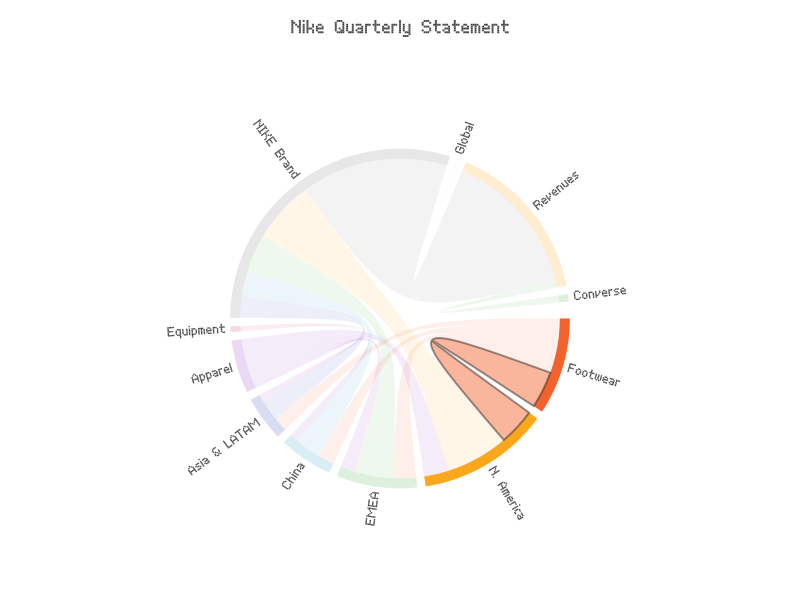 Nike Quarterly Statement
Global
NIKE Brand
Revenues
Converse
Equipment
Footwear
Apparel
Asia & LATAM
China
N. America
EMEA